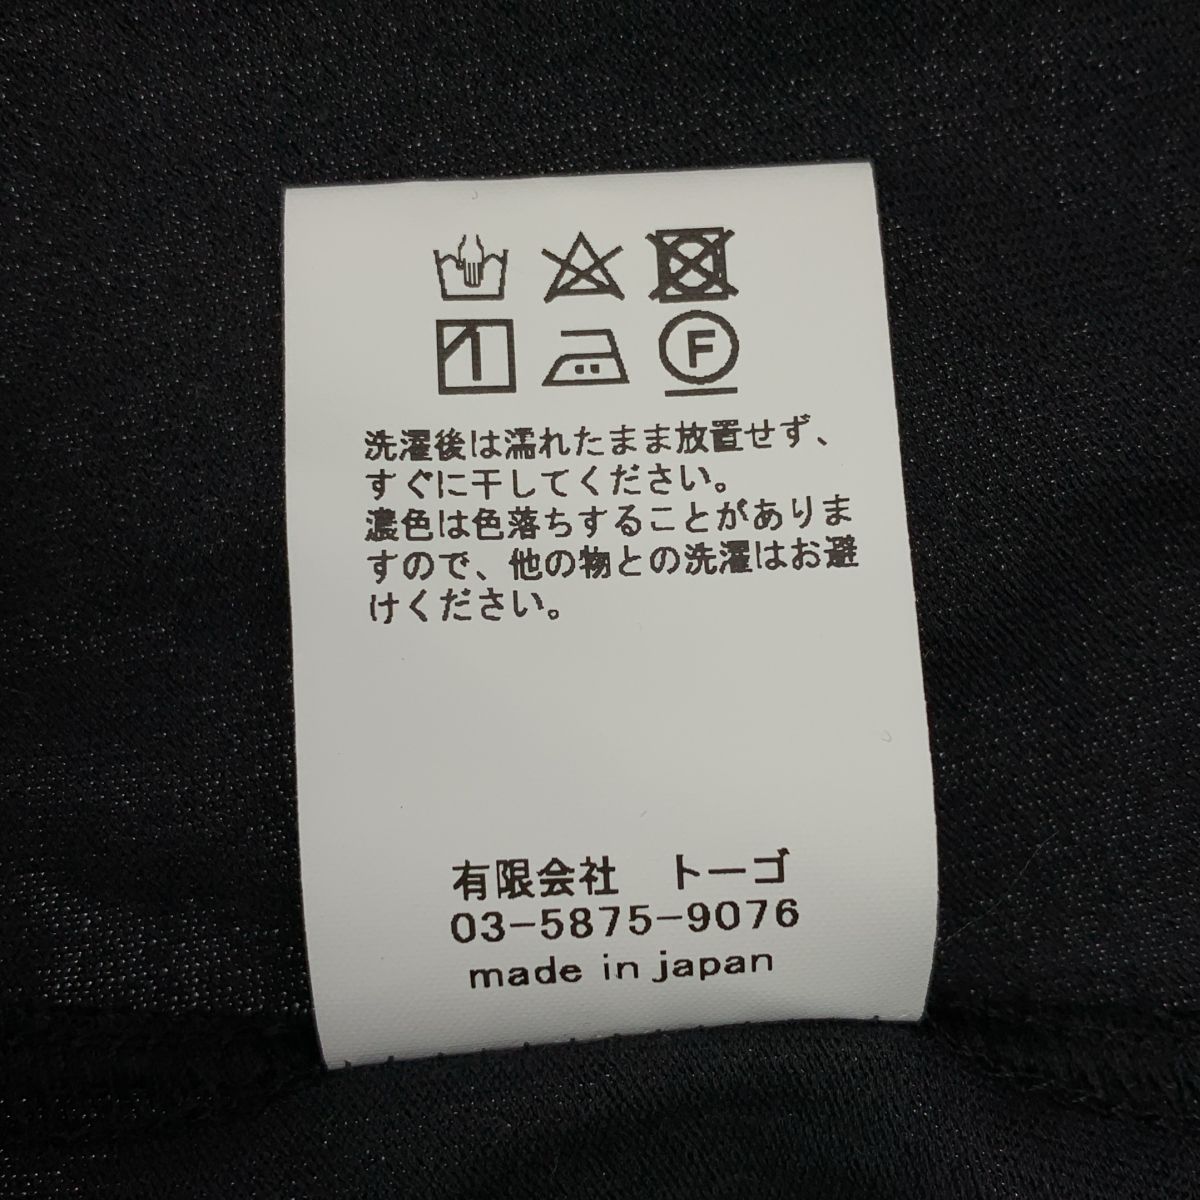 F
洗濯後は濡れたまま放置せず、
すぐに干してください。
濃色は色落ちすることがありま
すので、他の物との洗濯はお避
けください。
有限会社　トーゴ
03-5875-9076
made in japan